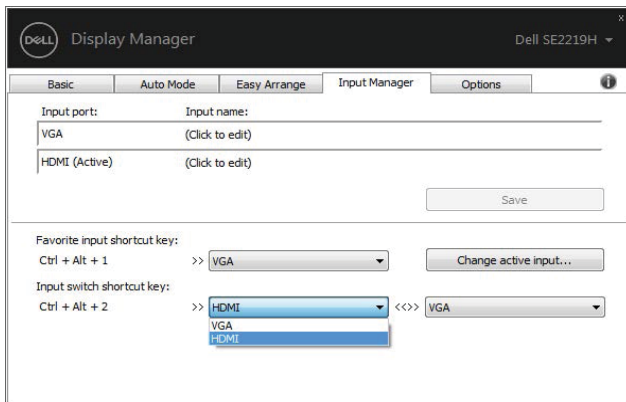 x
DELL Display Manager Dell SE2219H
Basic Auto Mode Easy Arrange Input Manager Options i
Input port: Input name:
VGA (Click to edit)
HDMI (Active) (Click to edit)
Save
Favorite input shortcut key:
Ctrl + Alt + 1 >> VGA Change active input...
Input switch shortcut key:
Ctrl + Alt + 2 >> HDMI <<>> VGA
VGA
HDMI